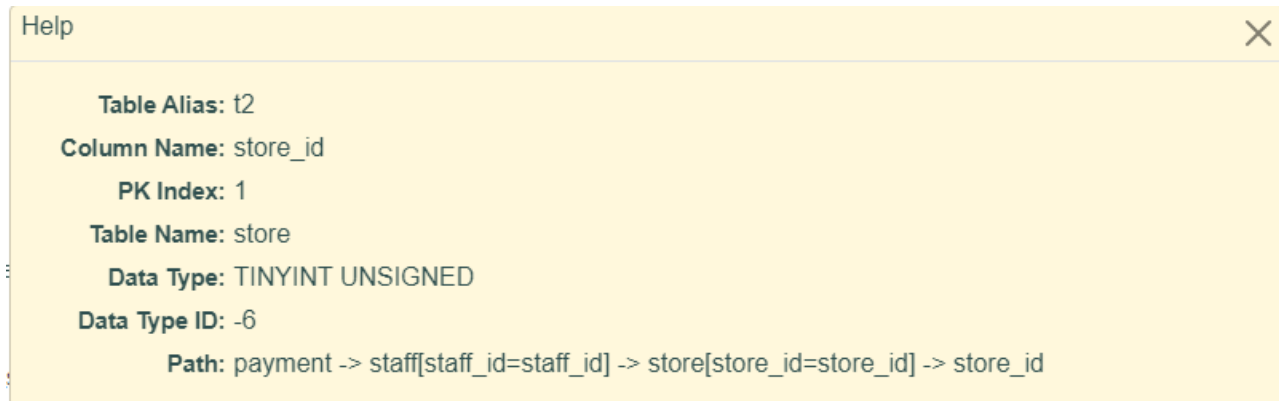 Help
Table Alias: t2
Column Name: store_id
PK Index: 1
Table Name: store
Data Type: TINYINT UNSIGNED
Data Type ID: -6
Path: payment -> staff[staff_id=staff_id] -> store[store_id=store_id] -> store_id